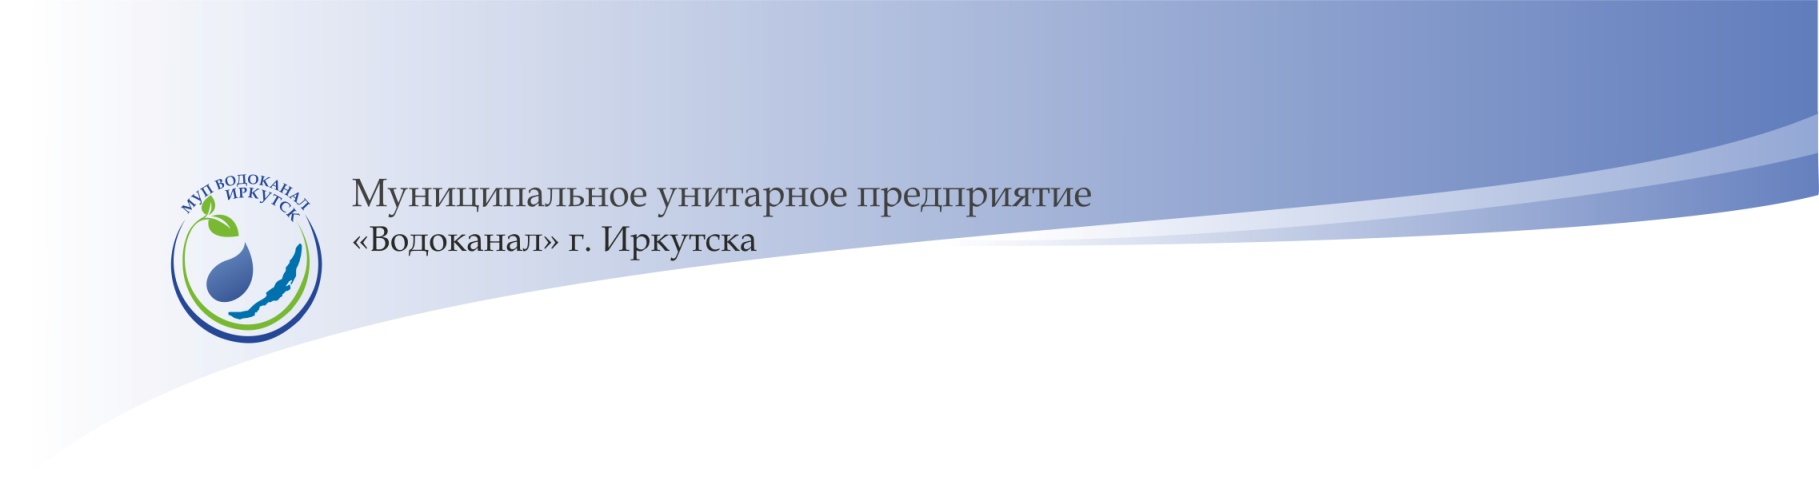 МУП ВОДОКАНАЛ
ИРКУТСК
Муниципальное унитарное предприятие
«Водоканал» г. Иркутска